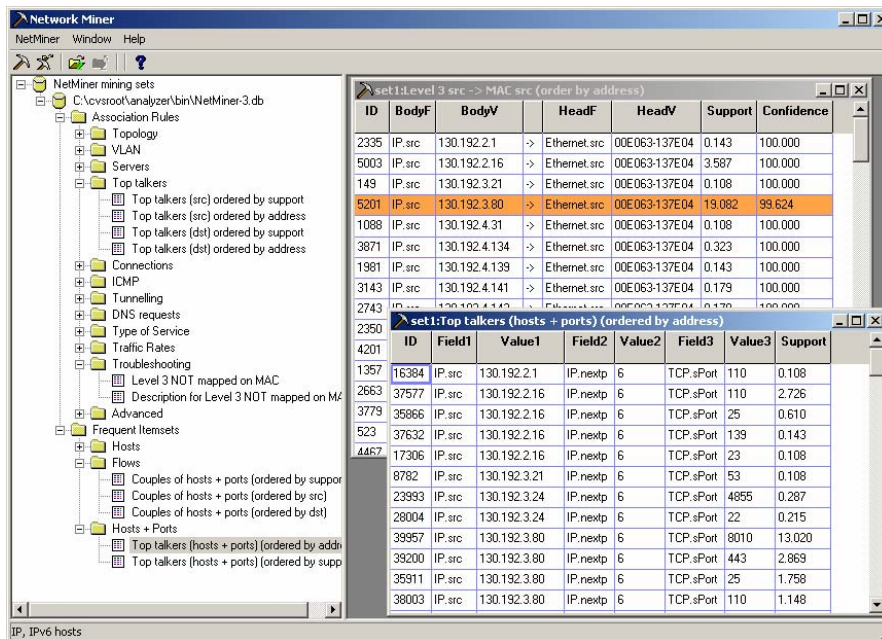 Network Miner
NetMiner Window Help
NetMiner mining sets
C:\cvsroot\analyzer\bin\NetMiner-3.db
Association Rules
Topology
VLAN
Servers
Top talkers
Top talkers (src) ordered by support
Top talkers (src) ordered by address
Top talkers (dst) ordered by support
Top talkers (dst) ordered by address
Connections
ICMP
Tunnelling
DNS requests
Type of Service
Traffic Rates
Troubleshooting
Level 3 NOT mapped on MAC
Description for Level 3 NOT mapped on MA
Advanced
Frequent Itemsets
Hosts
Flows
Couples of hosts + ports (ordered by suppor
Couples of hosts + ports (ordered by src)
Couples of hosts + ports (ordered by dst)
Hosts + Ports
Top talkers (hosts + ports) (ordered by addr
Top talkers (hosts + ports) (ordered by supp
set1:Level 3 src -> MAC src (order by address)
ID BodyF BodyV HeadF HeadV Support Confidence
2335 IP.src 130.192.2.1 -> Ethernet.src 00E063-137E04 0.143 100.000
5003 IP.src 130.192.2.16 -> Ethernet.src 00E063-137E04 3.587 100.000
149 IP.src 130.192.3.21 -> Ethernet.src 00E063-137E04 0.108 100.000
5201 IP.src 130.192.3.80 -> Ethernet.src 00E063-137E04 19.082 99.624
1088 IP.src 130.192.4.31 -> Ethernet.src 00E063-137E04 0.108 100.000
3871 IP.src 130.192.4.134 -> Ethernet.src 00E063-137E04 0.323 100.000
1981 IP.src 130.192.4.139 -> Ethernet.src 00E063-137E04 0.143 100.000
3143 IP.src 130.192.4.141 -> Ethernet.src 00E063-137E04 0.179 100.000
2743
2350
4201
1357
2663
3779
523
4467
set1:Top talkers (hosts + ports) (ordered by address)
ID Field1 Value1 Field2 Value2 Field3 Value3 Support
16384 IP.src 130.192.2.1 IP.nextp 6 TCP.sPort 110 0.108
37577 IP.src 130.192.2.16 IP.nextp 6 TCP.sPort 110 2.726
35866 IP.src 130.192.2.16 IP.nextp 6 TCP.sPort 25 0.610
37632 IP.src 130.192.2.16 IP.nextp 6 TCP.sPort 139 0.143
17306 IP.src 130.192.2.16 IP.nextp 6 TCP.sPort 23 0.108
8782 IP.src 130.192.3.21 IP.nextp 6 TCP.sPort 53 0.108
23993 IP.src 130.192.3.24 IP.nextp 6 TCP.sPort 4855 0.287
28004 IP.src 130.192.3.24 IP.nextp 6 TCP.sPort 22 0.215
39957 IP.src 130.192.3.80 IP.nextp 6 TCP.sPort 8010 13.020
39200 IP.src 130.192.3.80 IP.nextp 6 TCP.sPort 443 2.869
35911 IP.src 130.192.3.80 IP.nextp 6 TCP.sPort 25 1.758
38003 IP.src 130.192.3.80 IP.nextp 6 TCP.sPort 110 1.148
IP, IPv6 hosts